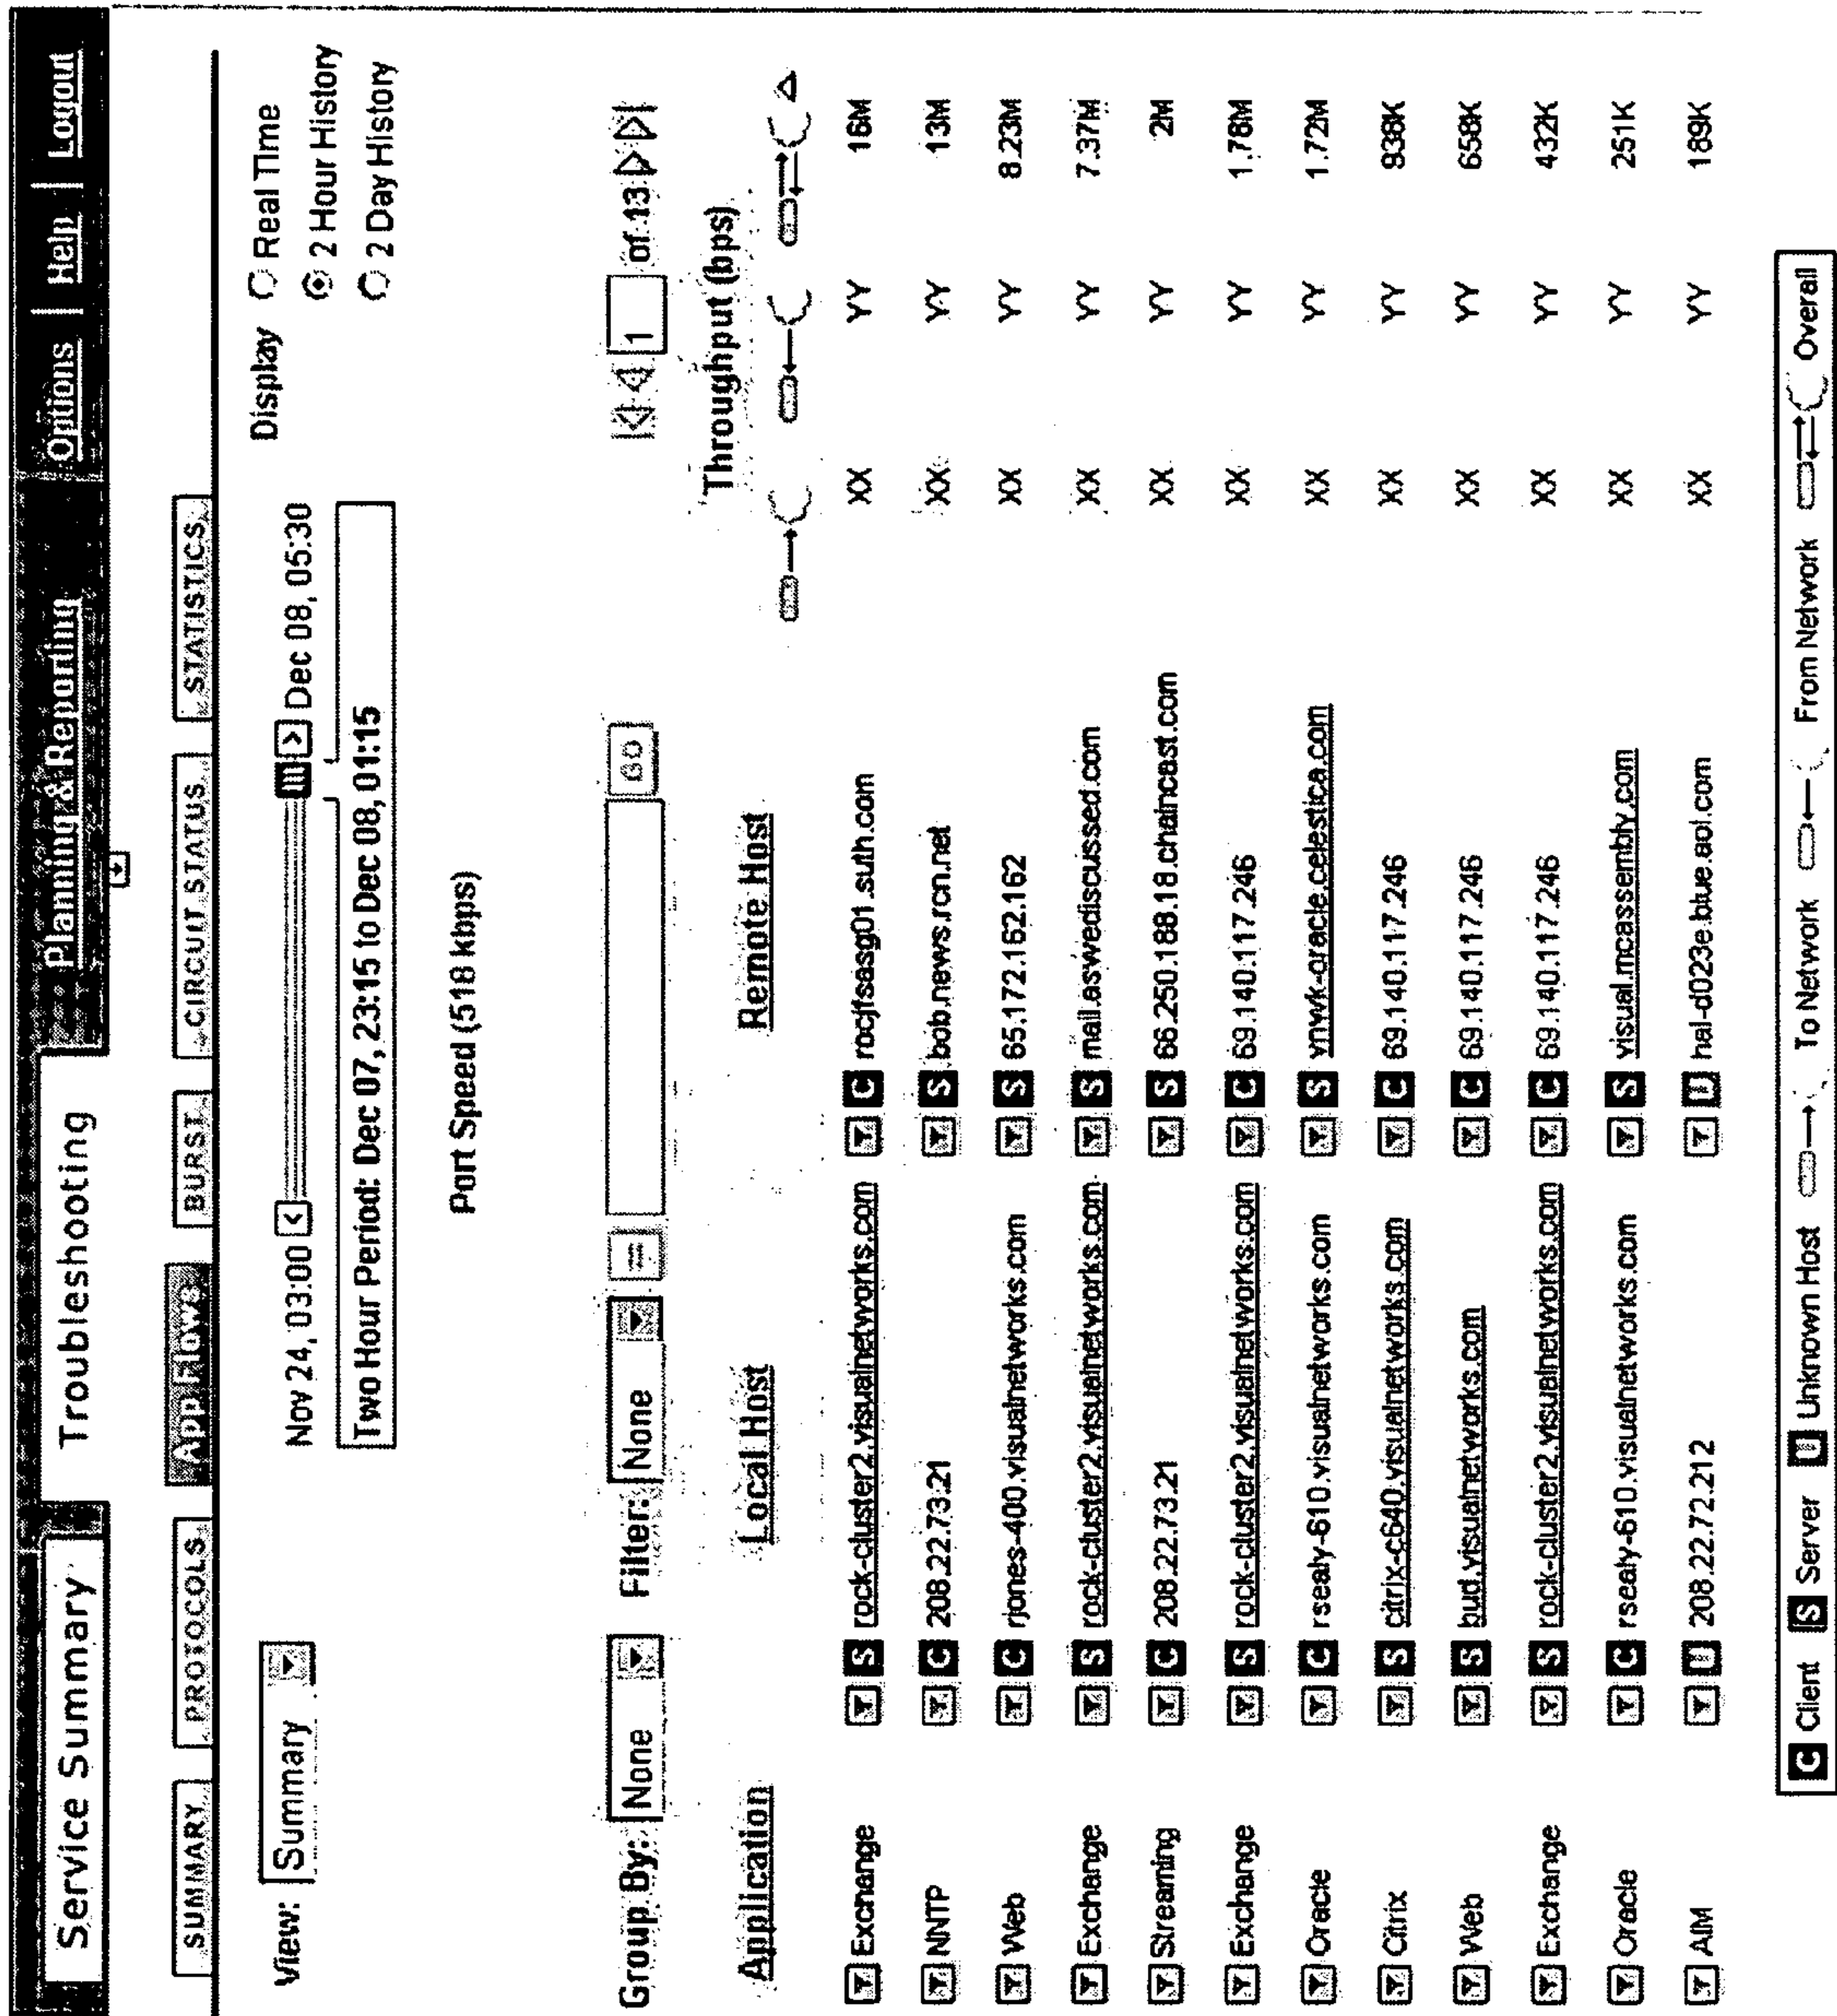 Service Summary Troubleshooting Planning & Reporting Options Help Logout
SUMMARY PROTOCOLS App Flows BURST CIRCUIT STATUS STATISTICS
View: Summary Nov 24, 03:00 < > Dec 08, 05:30 Display Real Time
2 Hour History
Two Hour Period: Dec 07, 23:15 to Dec 08, 01:15 2 Day History
Port Speed (518 kbps)
Group By: None Filter: None = GO 1 of 13
Throughput (bps)
Application Local Host Remote Host
Exchange S rock-cluster2.visualnetworks.com C rocjfsasg01.suth.com XX YY 16M
NNTP C 208.22.73.21 S bob.news.rcn.net XX YY 13M
Web C rjones-400.visualnetworks.com S 65.172.162.162 XX YY 8.23M
Exchange S rock-cluster2.visualnetworks.com S mail.aswediscussed.com XX YY 7.37M
Streaming C 208.22.73.21 S 66.250.188.18.chaincast.com XX YY 2M
Exchange S rock-cluster2.visualnetworks.com C 69.140.117.246 XX YY 1.78M
Oracle C rsealy-610.visualnetworks.com S vnwk-oracle.celestica.com XX YY 1.72M
Citrix S citrix-c640.visualnetworks.com C 69.140.117.246 XX YY 838K
Web S bud.visualnetworks.com C 69.140.117.246 XX YY 658K
Exchange S rock-cluster2.visualnetworks.com C 69.140.117.246 XX YY 432K
Oracle C rsealy-610.visualnetworks.com S visual.mcassembly.com XX YY 251K
AIM U 208.22.72.212 U hal-d023e.blue.aol.com XX YY 189K
C Client S Server U Unknown Host To Network From Network Overall